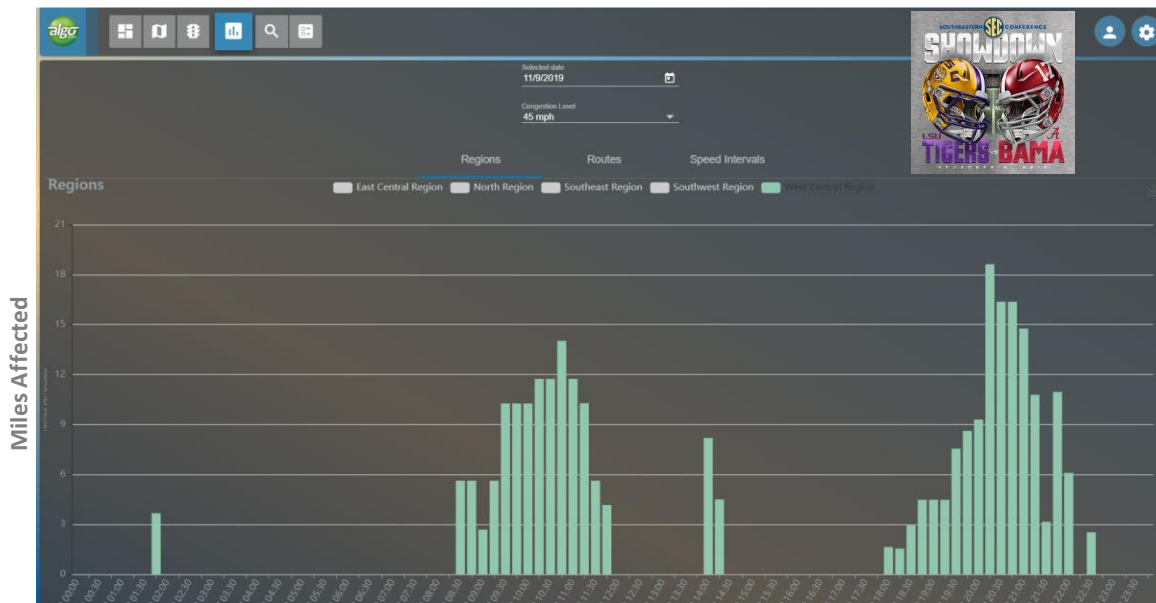 algo
SOUTHEASTERN SEC CONFERENCE
SHOWDOWN
LSU
TIGERS VS BAMA
Selected date
11/9/2019
Congestion Level
45 mph
Regions Routes Speed Intervals
Regions
East Central Region North Region Southeast Region Southwest Region West Central Region
Miles Affected
21
18
15
12
9
6
3
0
00:00 00:30 01:00 01:30 02:00 02:30 03:00 03:30 04:00 04:30 05:00 05:30 06:00 06:30 07:00 07:30 08:00 08:30 09:00 09:30 10:00 10:30 11:00 11:30 12:00 12:30 13:00 13:30 14:00 14:30 15:00 15:30 16:00 16:30 17:00 17:30 18:00 18:30 19:00 19:30 20:00 20:30 21:00 21:30 22:00 22:30 23:00 23:30